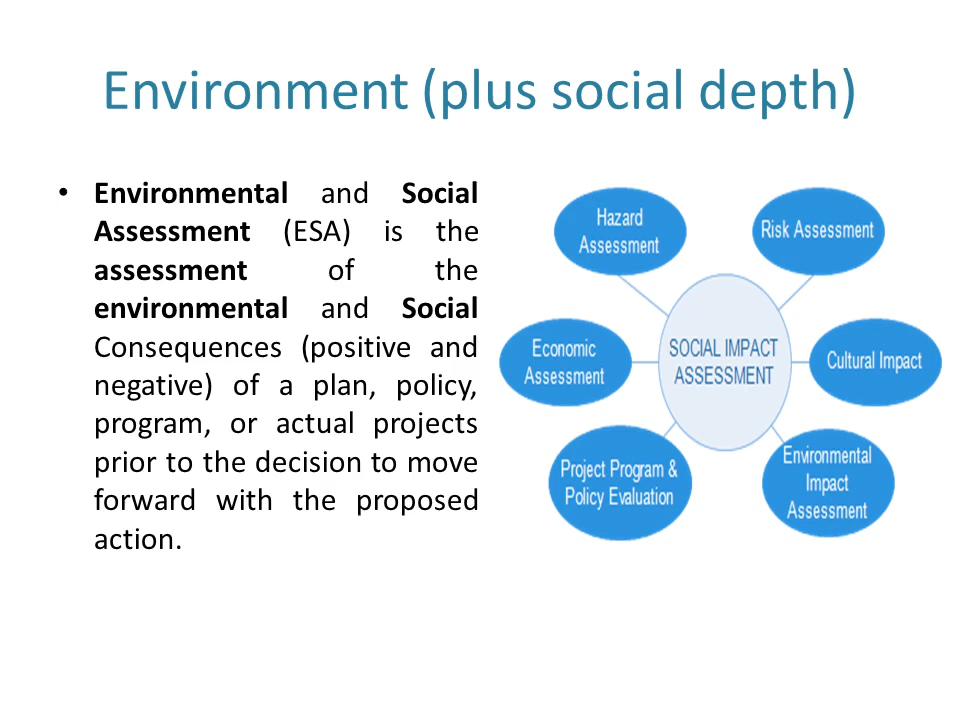 Environment (plus social depth)
• Environmental and Social
Assessment (ESA) is the
assessment of the
environmental and Social
Consequences (positive and
negative) of a plan, policy,
program, or actual projects
prior to the decision to move
forward with the proposed
action.
Hazard
Assessment
Risk Assessment
Economic
Assessment
SOCIAL IMPACT
ASSESSMENT
Cultural Impact
Project Program &
Policy Evaluation
Environmental
Impact
Assessment